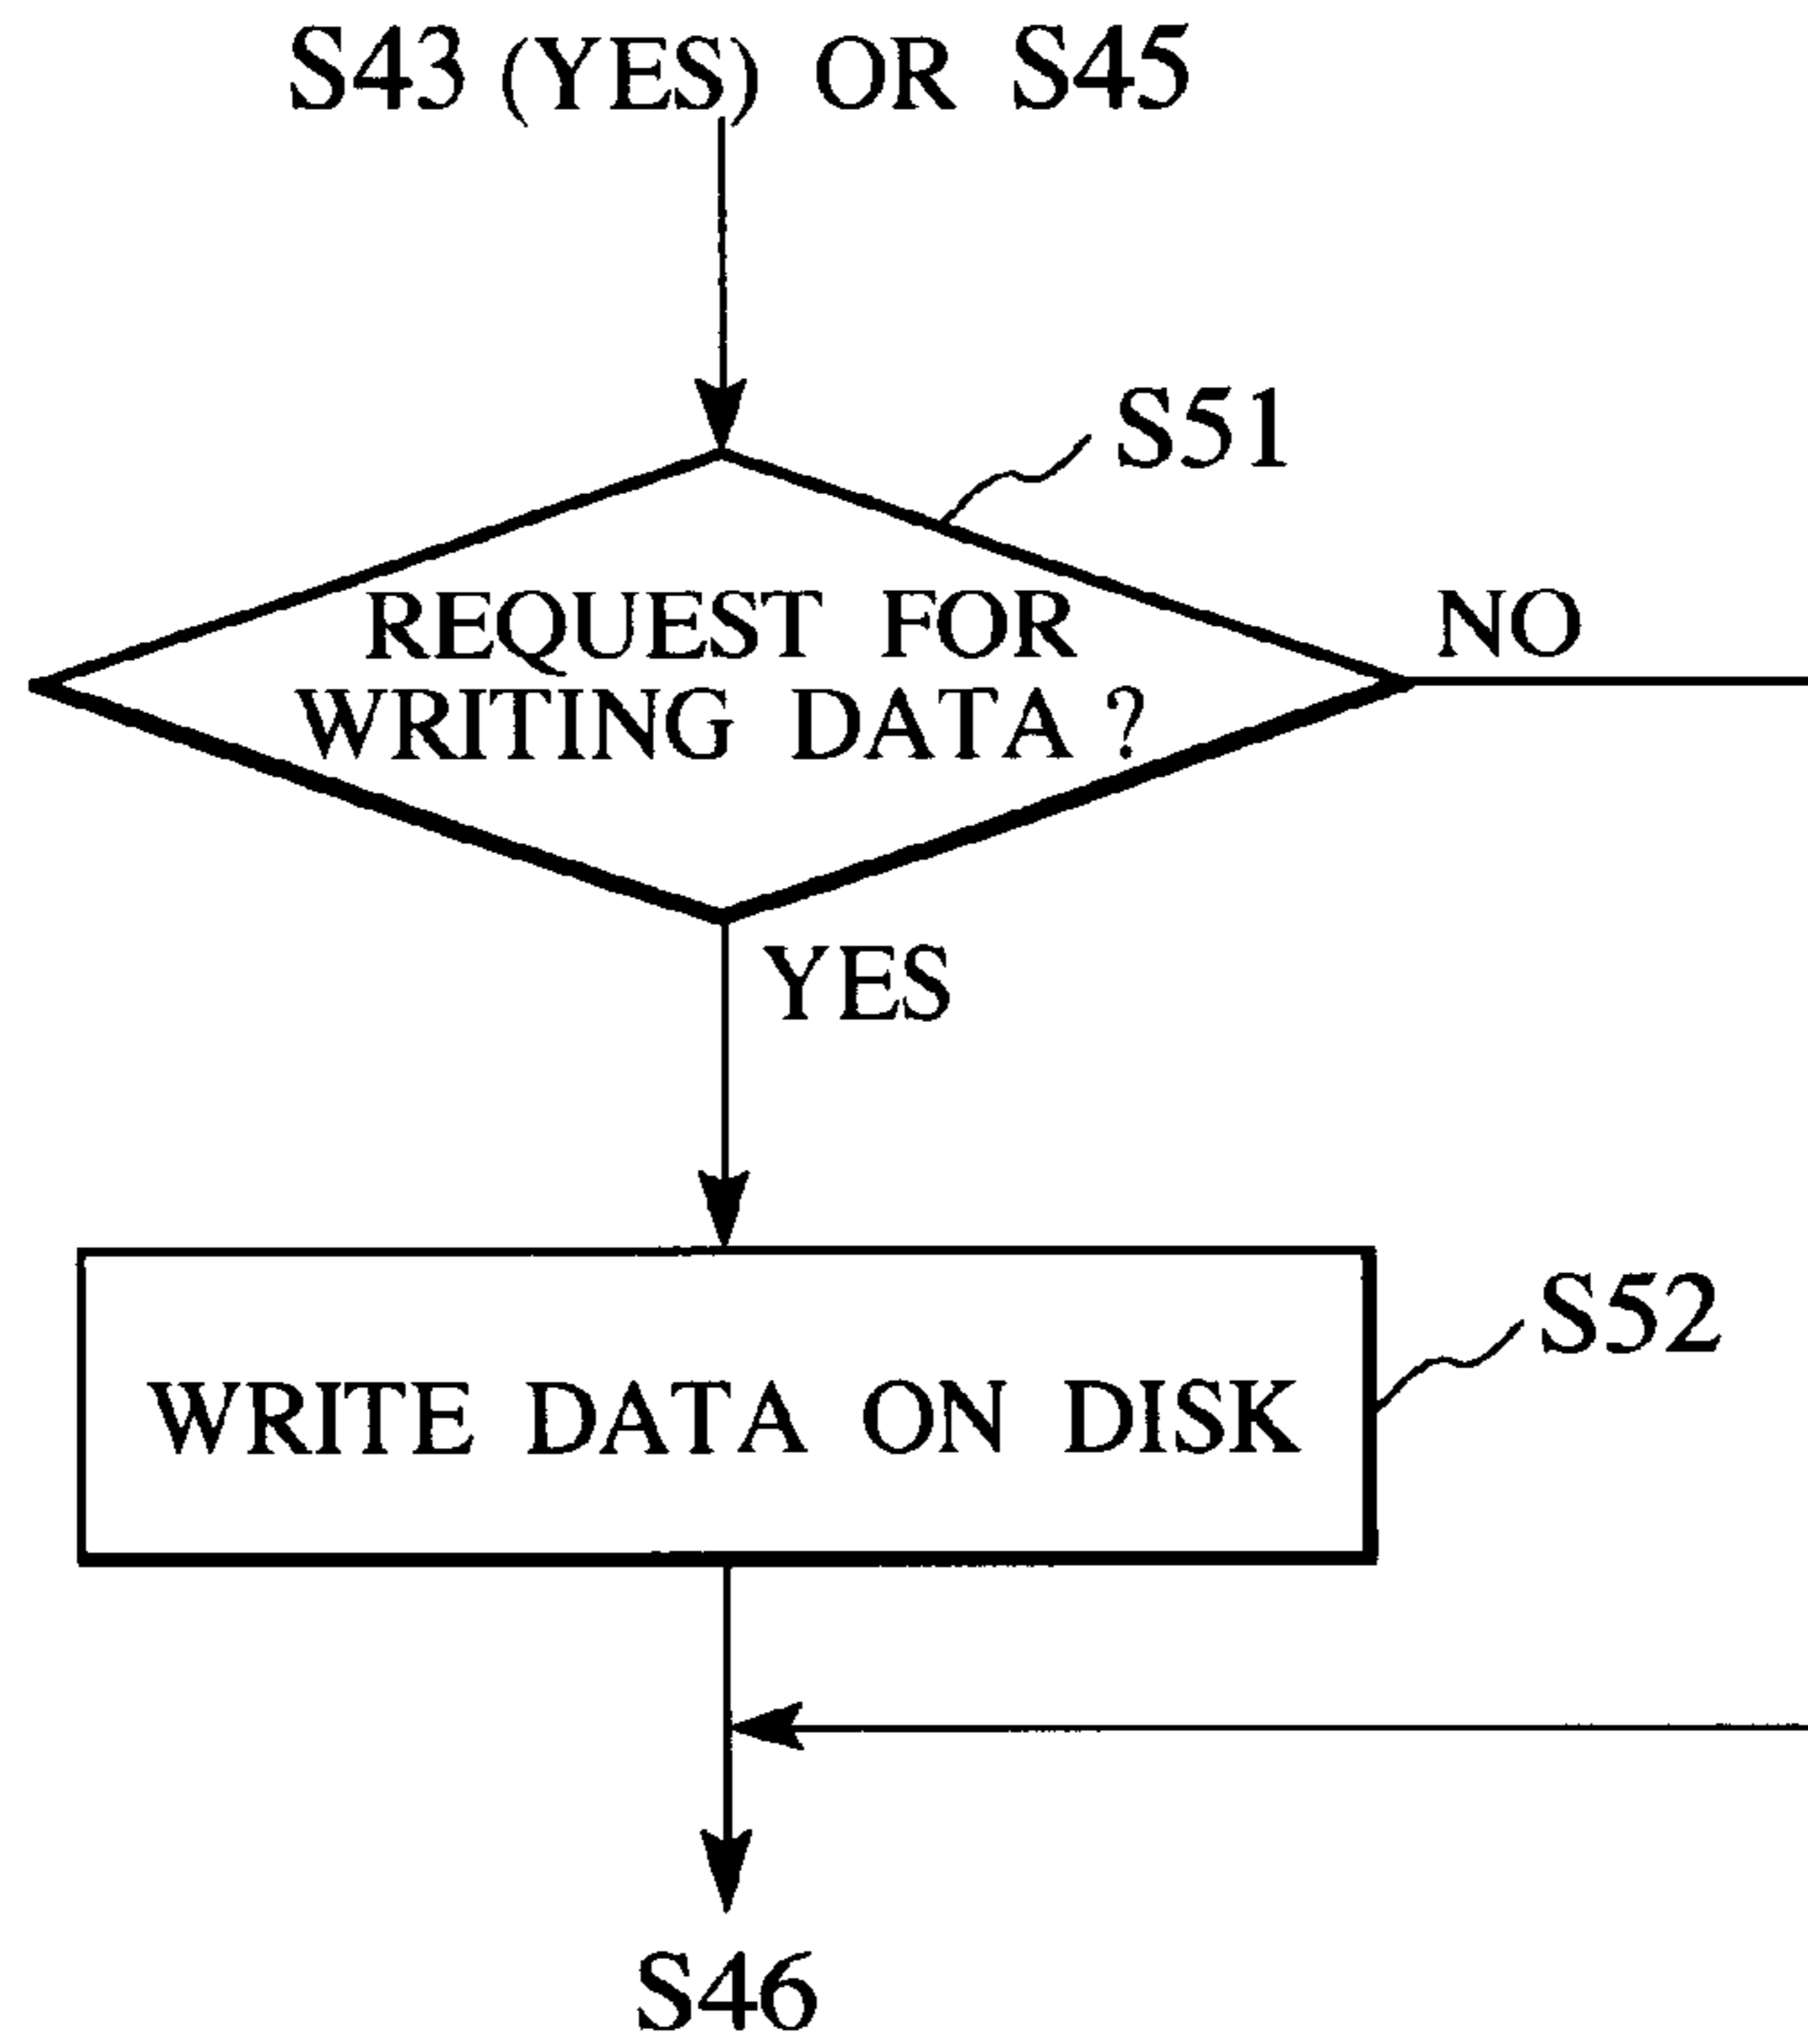 S43 (YES) OR S45
S51
REQUEST FOR
WRITING DATA ?
NO
YES
S52
WRITE DATA ON DISK
S46